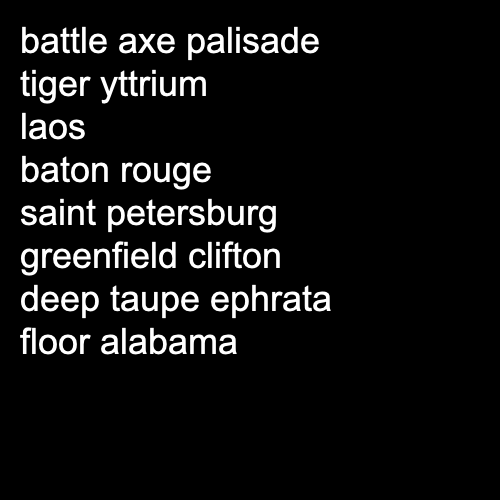 battle axe palisade
tiger yttrium
laos
baton rouge
saint petersburg
greenfield clifton
deep taupe ephrata
floor alabama